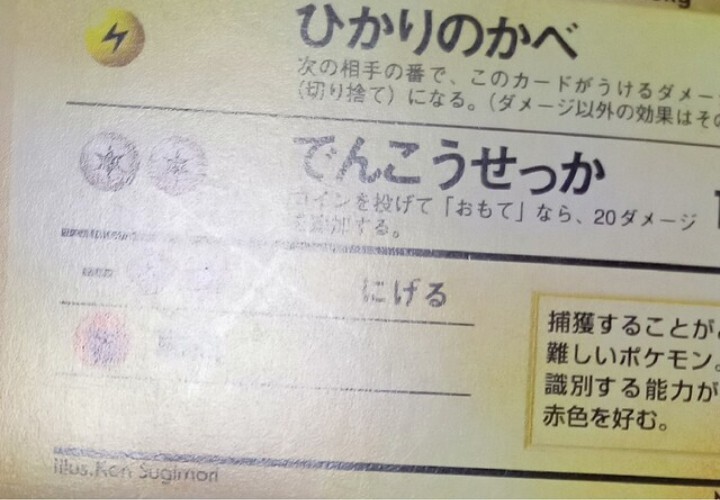 ひかりのかべ
次の相手の番で、このカードがうけるダメー
(切り捨て) になる。(ダメージ以外の効果はその
でんこうせっか
コインを投げて「おもて」なら、20ダメージ
を追加する。
にげる
捕獲することが
難しいポケモン。
識別する能力が
赤色を好む。
Illus.Ken Sugimori